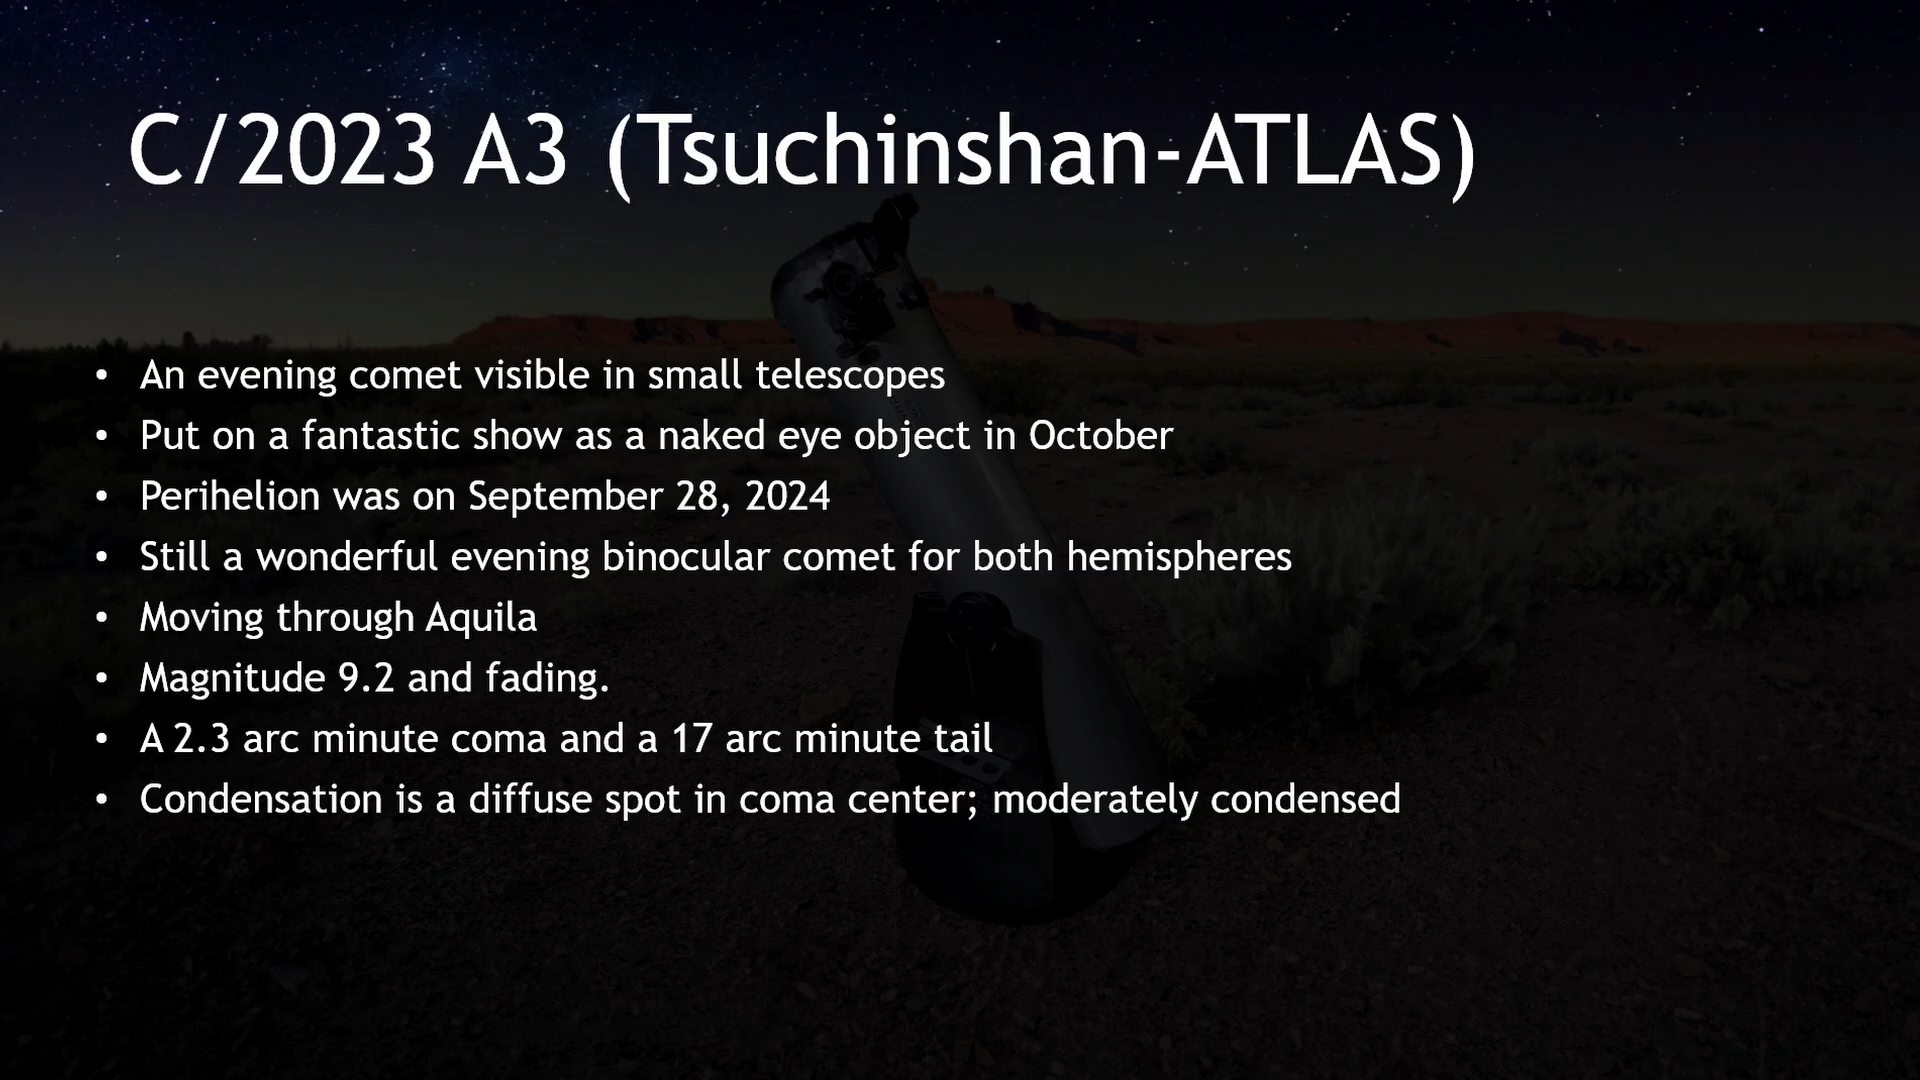 C/2023 A3 (Tsuchinshan-ATLAS)
• An evening comet visible in small telescopes
• Put on a fantastic show as a naked eye object in October
• Perihelion was on September 28, 2024
• Still a wonderful evening binocular comet for both hemispheres
• Moving through Aquila
• Magnitude 9.2 and fading.
• A 2.3 arc minute coma and a 17 arc minute tail
• Condensation is a diffuse spot in coma center; moderately condensed